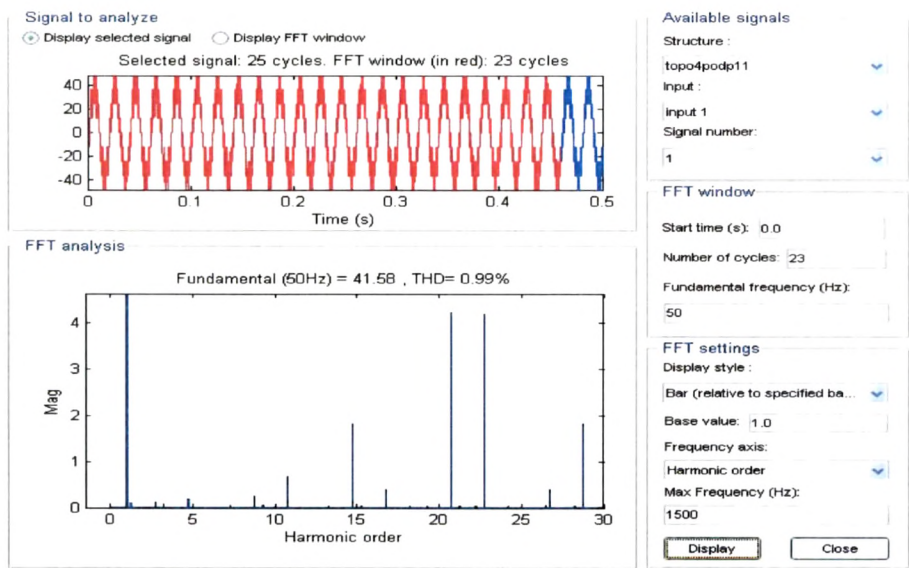 Signal to analyze
Display selected signal Display FFT window
Selected signal: 25 cycles. FFT window (in red): 23 cycles
40
20
0
-20
-40
0 0.1 0.2 0.3 0.4 0.5
Time (s)
FFT analysis
Fundamental (50Hz) = 41.58 , THD= 0.99%
4
3
2
1
0
Mag
0 5 10 15 20 25 30
Harmonic order
Available signals
Structure :
topo4podp11
Input :
input 1
Signal number:
1
FFT window
Start time (s): 0.0
Number of cycles: 23
Fundamental frequency (Hz):
50
FFT settings
Display style :
Bar (relative to specified ba...
Base value: 1.0
Frequency axis:
Harmonic order
Max Frequency (Hz):
1500
Display Close